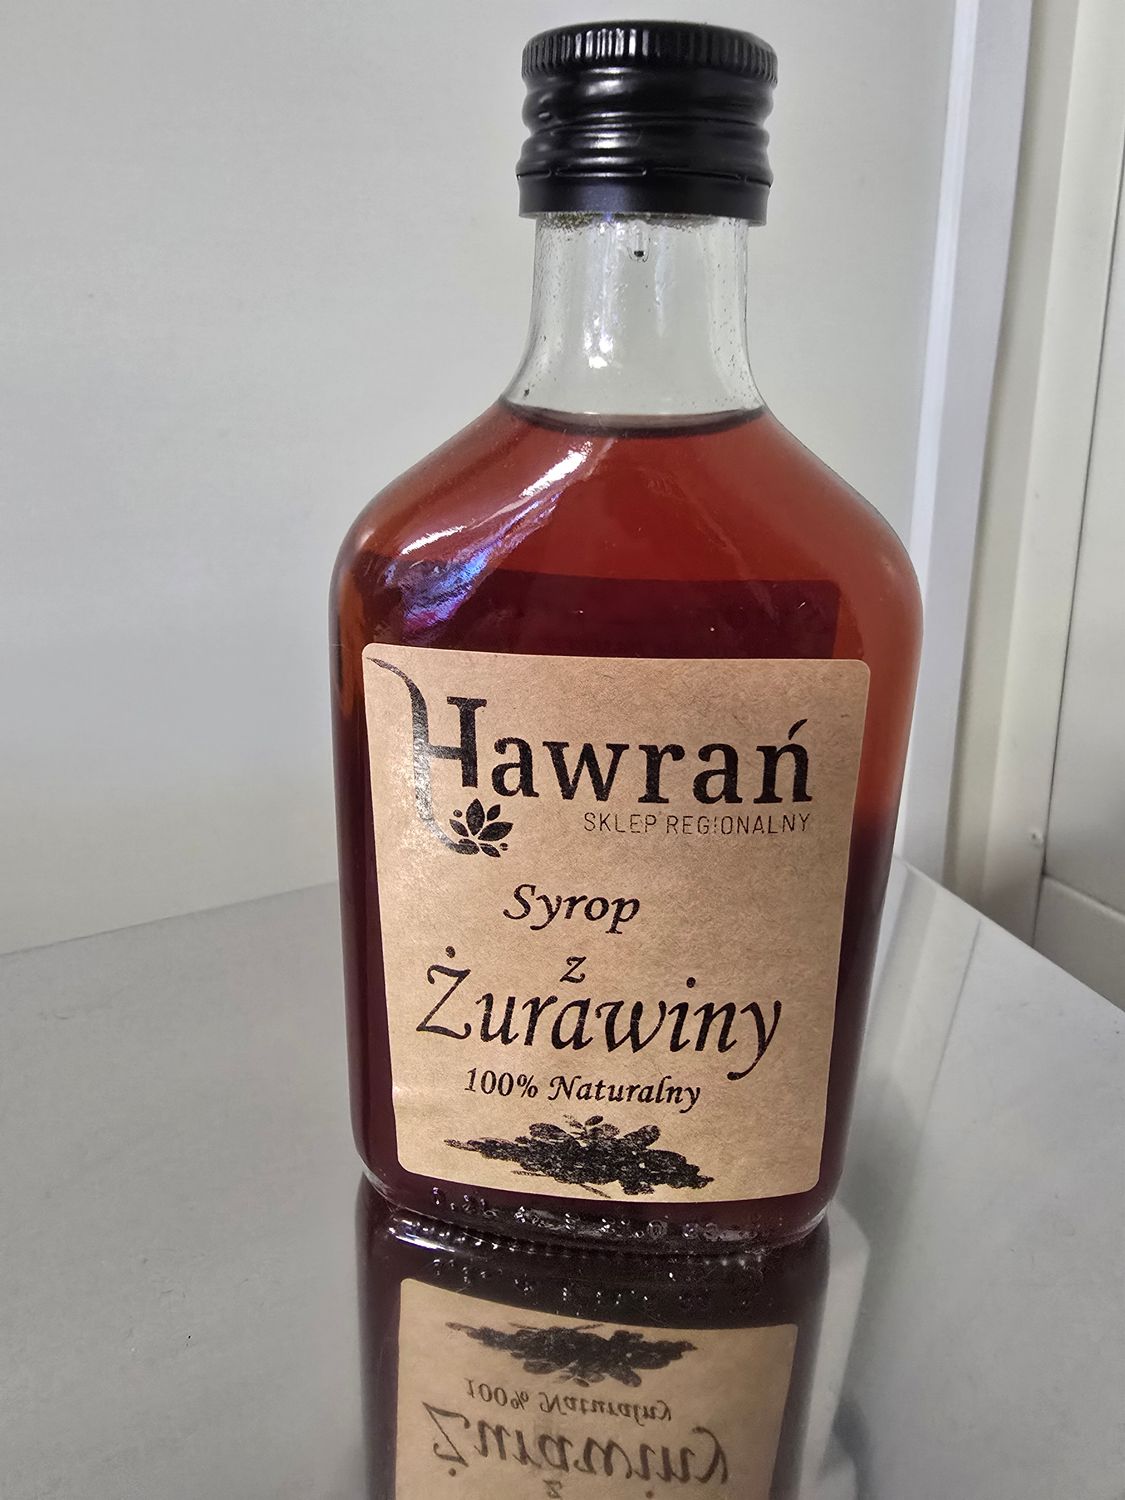 Hawrań
SKLEP REGIONALNY
Syrop
z
Żurawiny
100% Naturalny